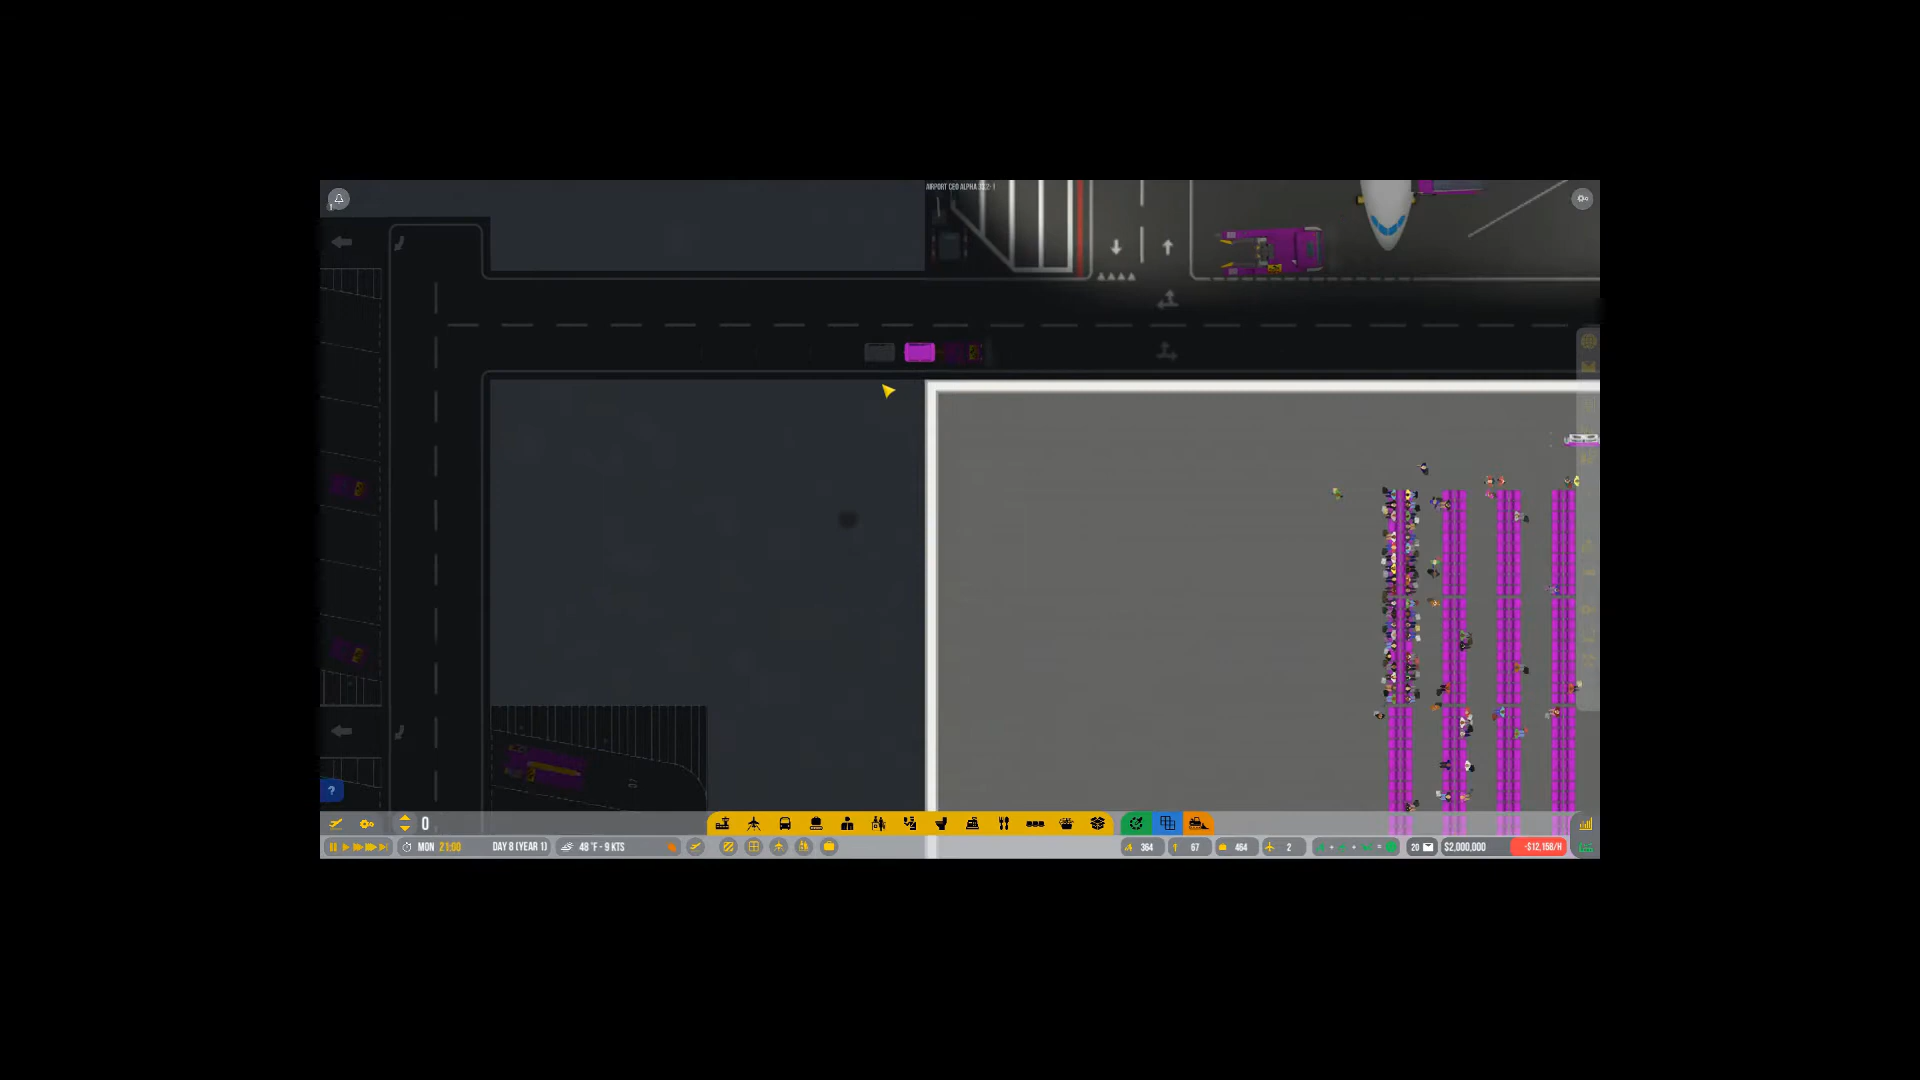 AIRPORT CEO ALPHA
1
?
0
MON 21:00
DAY 8 (YEAR 1)
48 °F - 9 KTS
364
67
464
2
20
$2,000,000
-$12,158/H